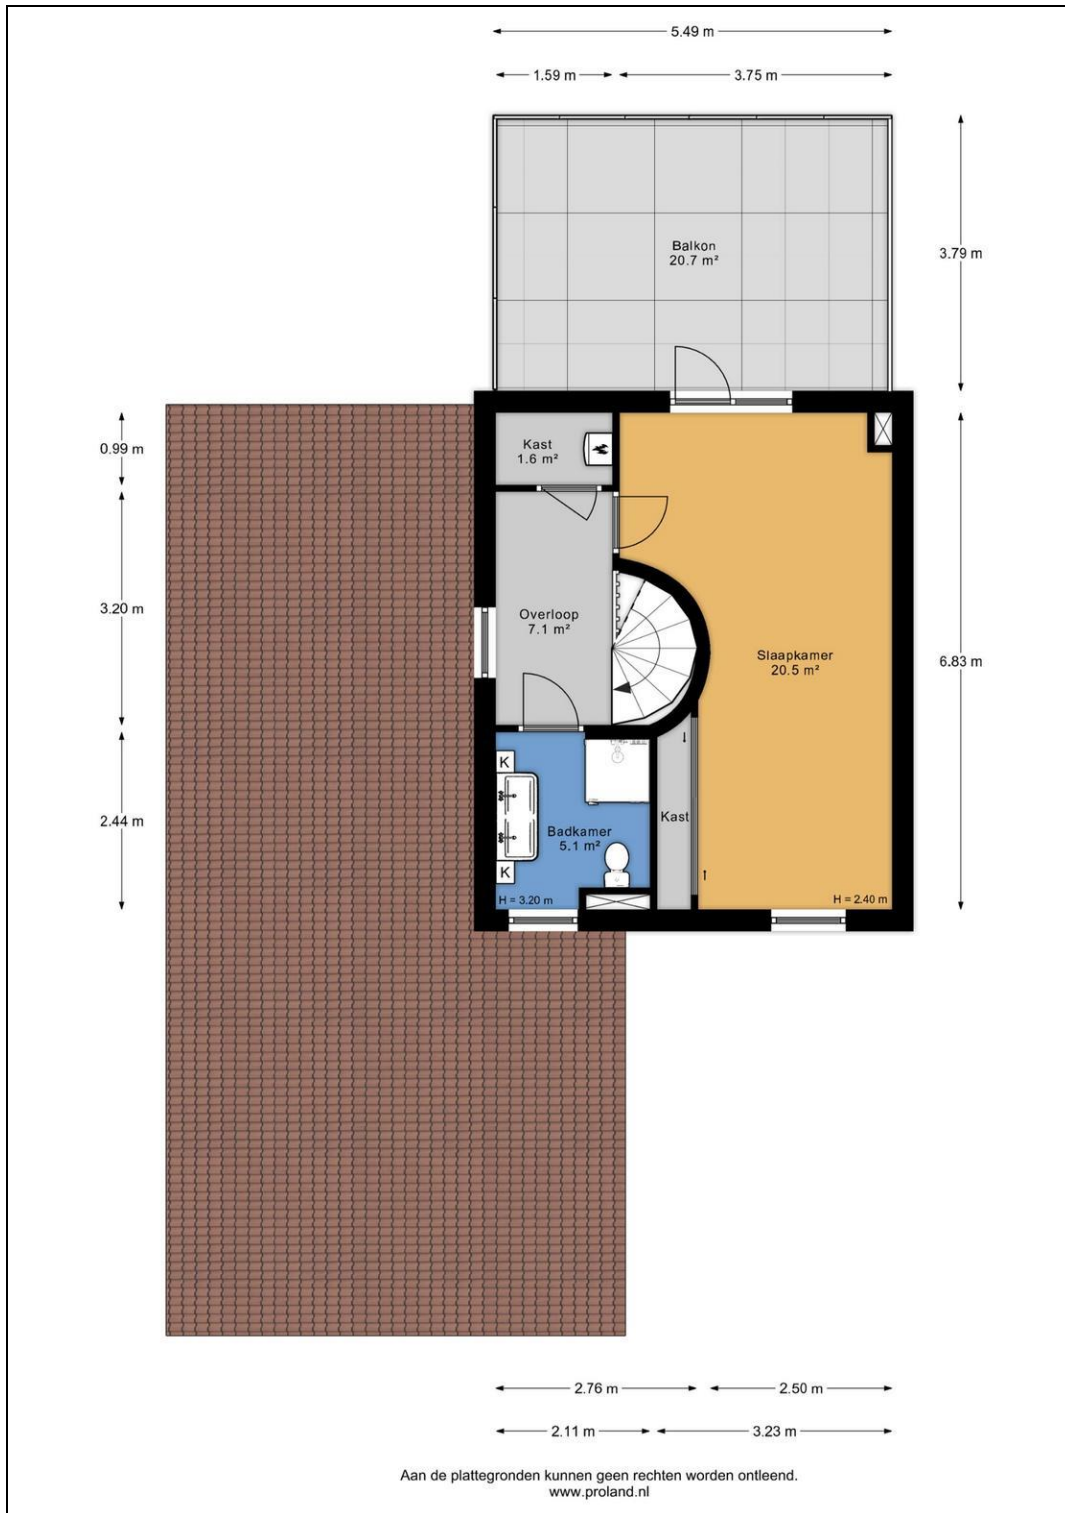 5.49 m
1.59 m
3.75 m
Balkon
20.7 m²
3.79 m
0.99 m
Kast
1.6 m²
3.20 m
Overloop
7.1 m²
Slaapkamer
20.5 m²
6.83 m
K
2.44 m
Badkamer
5.1 m²
Kast
K
H = 3.20 m
H = 2.40 m
2.76 m
2.50 m
2.11 m
3.23 m
Aan de plattegronden kunnen geen rechten worden ontleend.
www.proland.nl